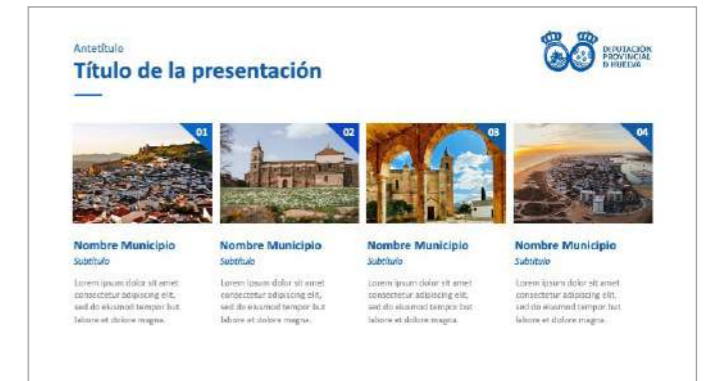 Antetítulo
Título de la presentación
DIPUTACIÓN
PROVINCIAL
D HUELVA
01
02
03
04
Nombre Municipio
Subtítulo
Lorem ipsum dolor sit amet
consectetur adipiscing elit,
sed do eiusmod tempor but
labore et dolore magna.
Nombre Municipio
Subtítulo
Lorem ipsum dolor sit amet
consectetur adipiscing elit,
sed do eiusmod tempor but
labore et dolore magna.
Nombre Municipio
Subtítulo
Lorem ipsum dolor sit amet
consectetur adipiscing elit,
sed do eiusmod tempor but
labore et dolore magna.
Nombre Municipio
Subtítulo
Lorem ipsum dolor sit amet
consectetur adipiscing elit,
sed do eiusmod tempor but
labore et dolore magna.